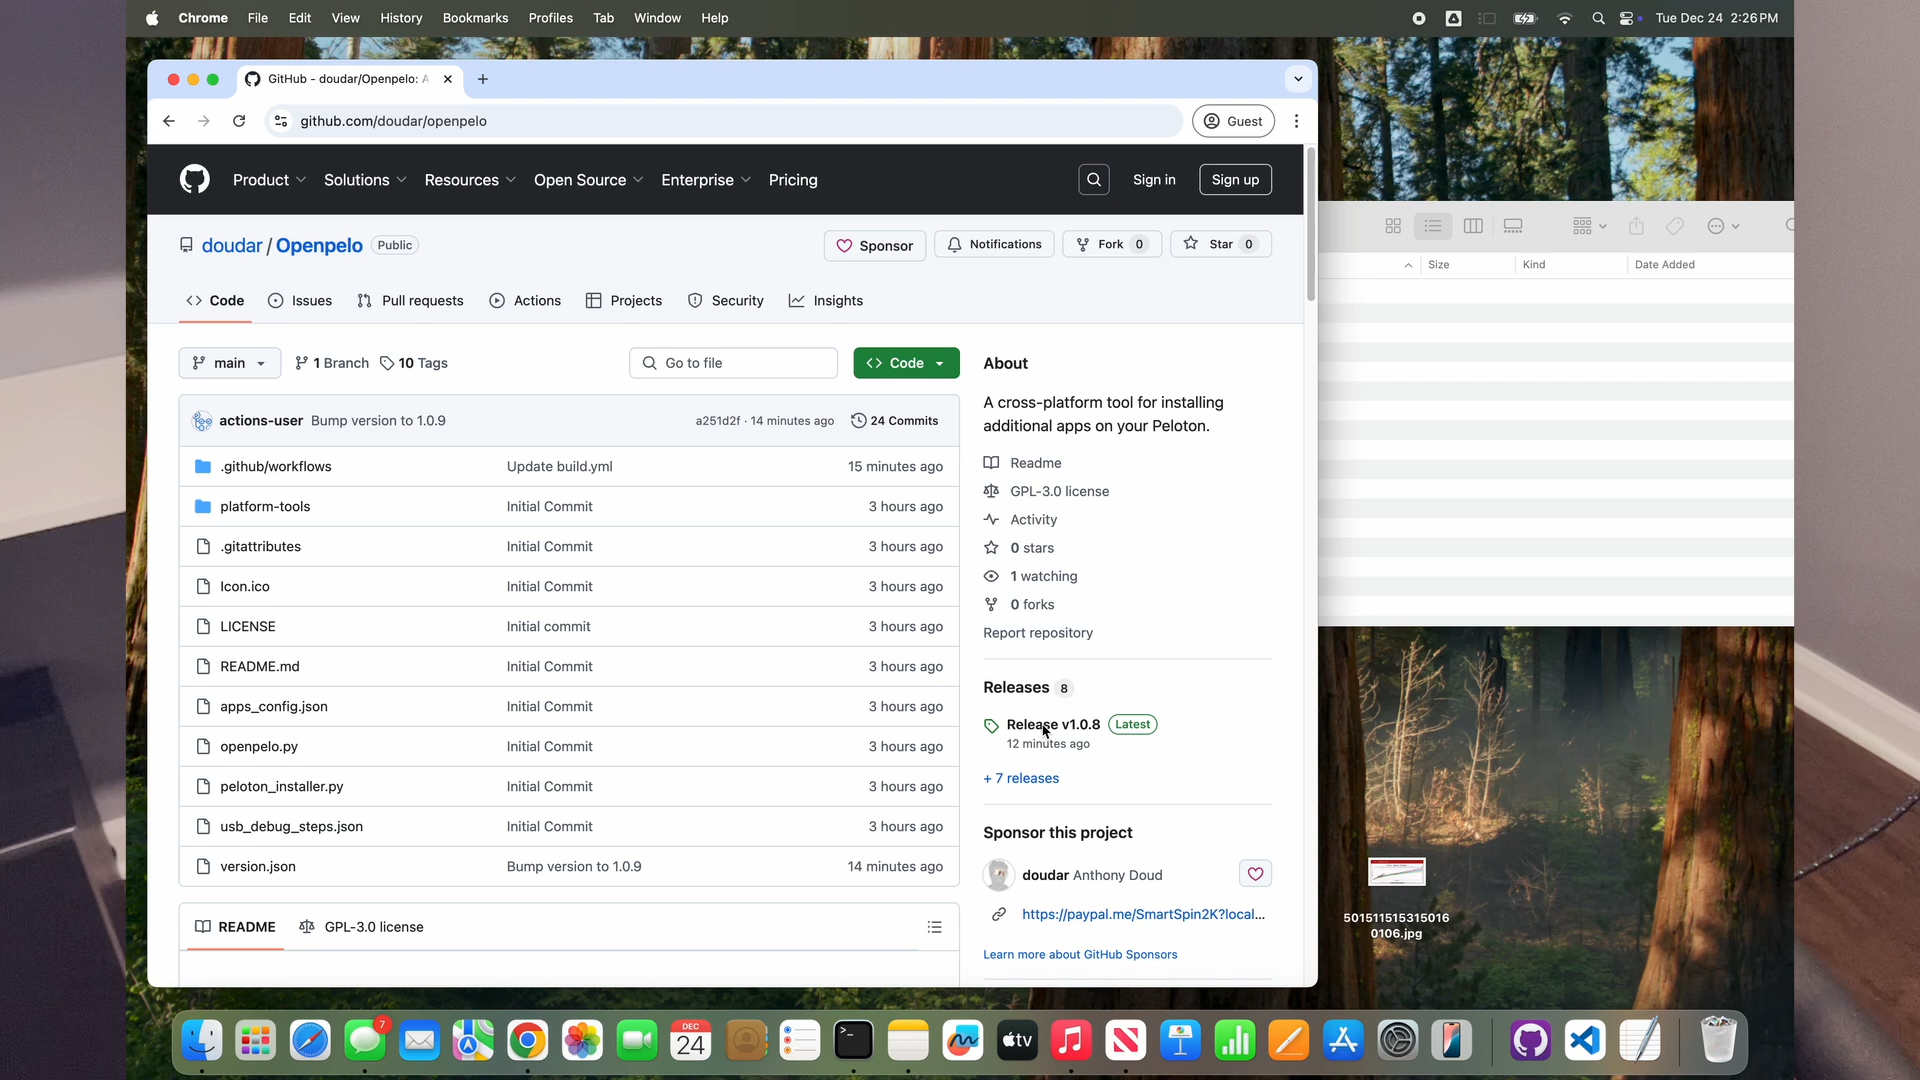 Chrome File Edit View History Bookmarks Profiles Tab Window Help
Tue Dec 24 2:26 PM
GitHub - doudar/Openpelo: A
github.com/doudar/openpelo
Guest
Product Solutions Resources Open Source Enterprise Pricing
Sign in
Sign up
doudar / Openpelo Public
Sponsor
Notifications
Fork 0
Star 0
Code Issues Pull requests Actions Projects Security Insights
main
1 Branch 10 Tags
Go to file
Code
actions-user Bump version to 1.0.9 a251d2f · 14 minutes ago 24 Commits
.github/workflows Update build.yml 15 minutes ago
platform-tools Initial Commit 3 hours ago
.gitattributes Initial Commit 3 hours ago
Icon.ico Initial Commit 3 hours ago
LICENSE Initial commit 3 hours ago
README.md Initial Commit 3 hours ago
apps_config.json Initial Commit 3 hours ago
openpelo.py Initial Commit 3 hours ago
peloton_installer.py Initial Commit 3 hours ago
usb_debug_steps.json Initial Commit 3 hours ago
version.json Bump version to 1.0.9 14 minutes ago
README GPL-3.0 license
About
A cross-platform tool for installing
additional apps on your Peloton.
Readme
GPL-3.0 license
Activity
0 stars
1 watching
0 forks
Report repository
Releases 8
Release v1.0.8 Latest
12 minutes ago
+ 7 releases
Sponsor this project
doudar Anthony Doud
https://paypal.me/SmartSpin2K?local...
Learn more about GitHub Sponsors
Size Kind Date Added
501511515315016
0106.jpg
7
DEC
24
tv